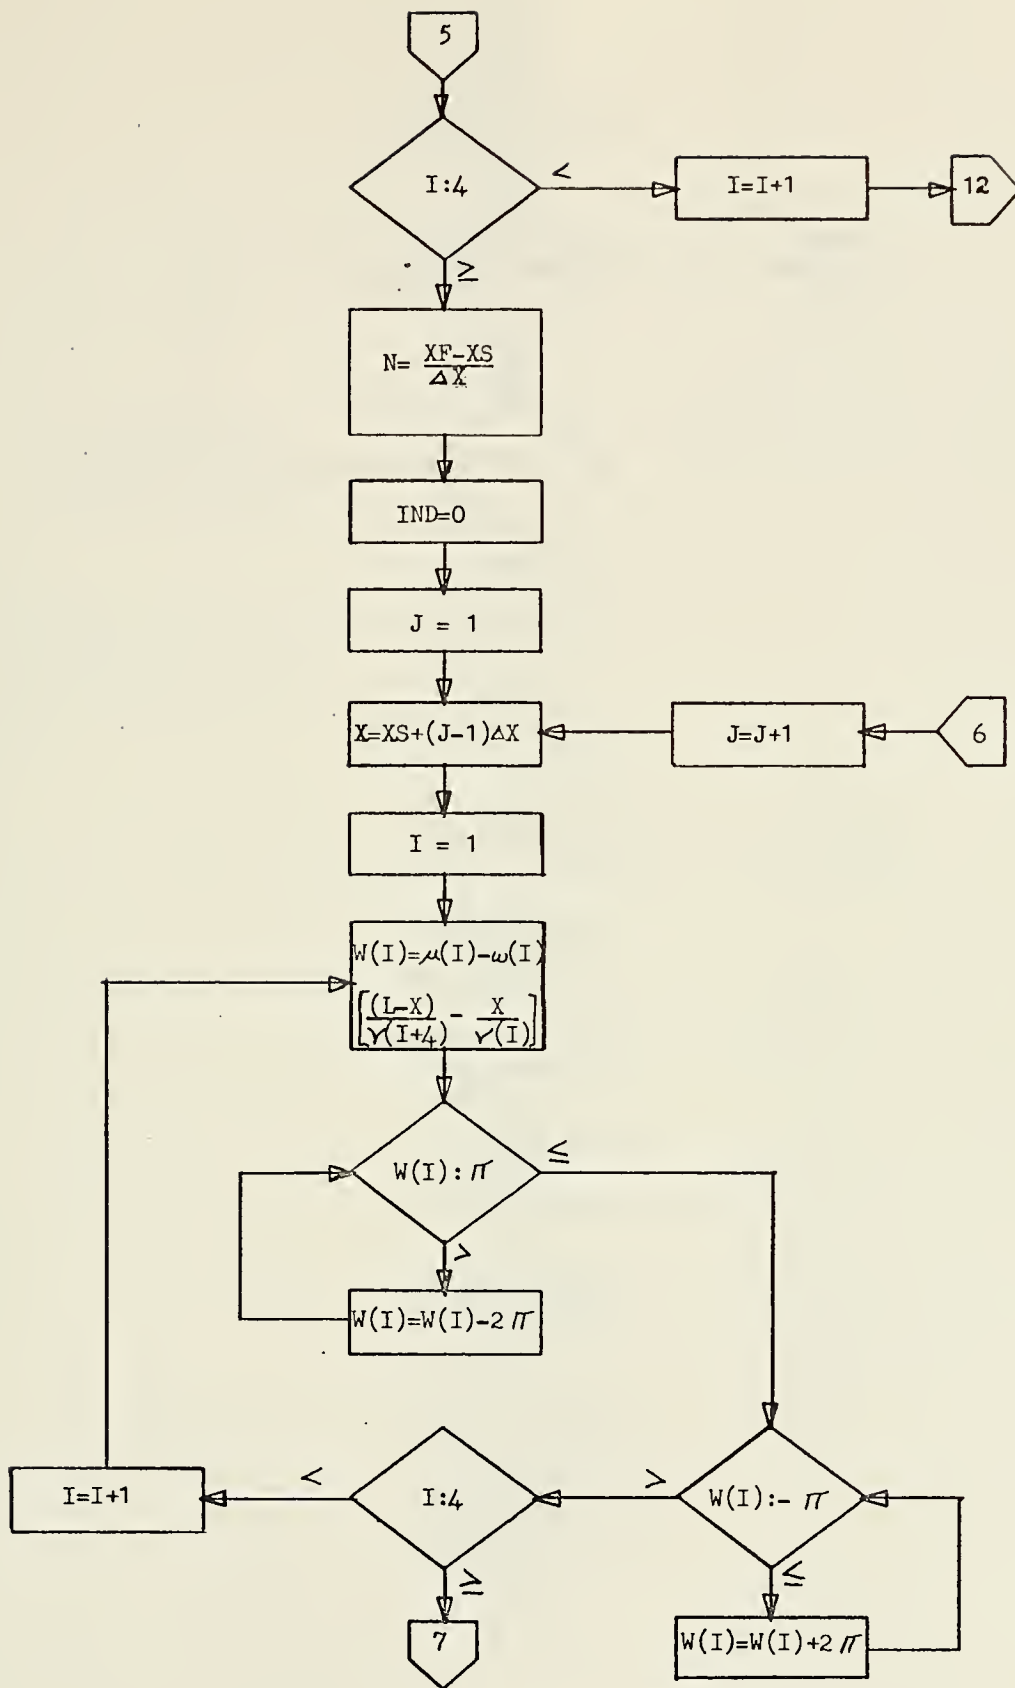 5
I:4
<
I=I+1
12
≥
N= XF-XS
ΔX
IND=0
J = 1
X=XS+(J-1)ΔX
J=J+1
6
I = 1
W(I)=μ(I)-ω(I)
[(L-X) - X]
γ(I+4) γ(I)
W(I):π
≤
>
W(I)=W(I)-2π
I=I+1
<
I:4
>
W(I):-π
≥
≤
7
W(I)=W(I)+2π